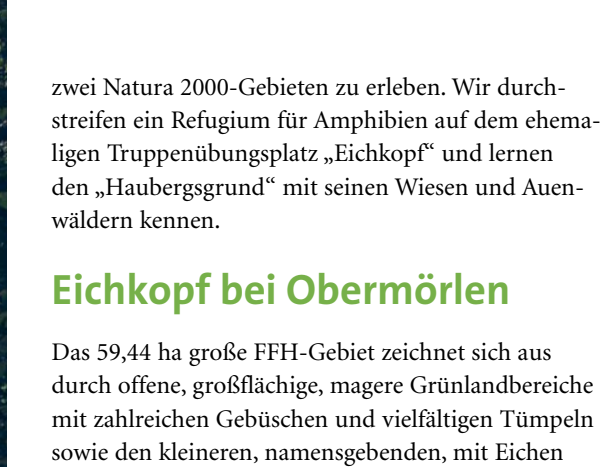 zwei Natura 2000-Gebieten zu erleben. Wir durch-
streifen ein Refugium für Amphibien auf dem ehema-
ligen Truppenübungsplatz „Eichkopf“ und lernen
den „Haubergsgrund“ mit seinen Wiesen und Auen-
wäldern kennen.
Eichkopf bei Obermörlen
Das 59,44 ha große FFH-Gebiet zeichnet sich aus
durch offene, großflächige, magere Grünlandbereiche
mit zahlreichen Gebüschen und vielfältigen Tümpeln
sowie den kleineren, namensgebenden, mit Eichen